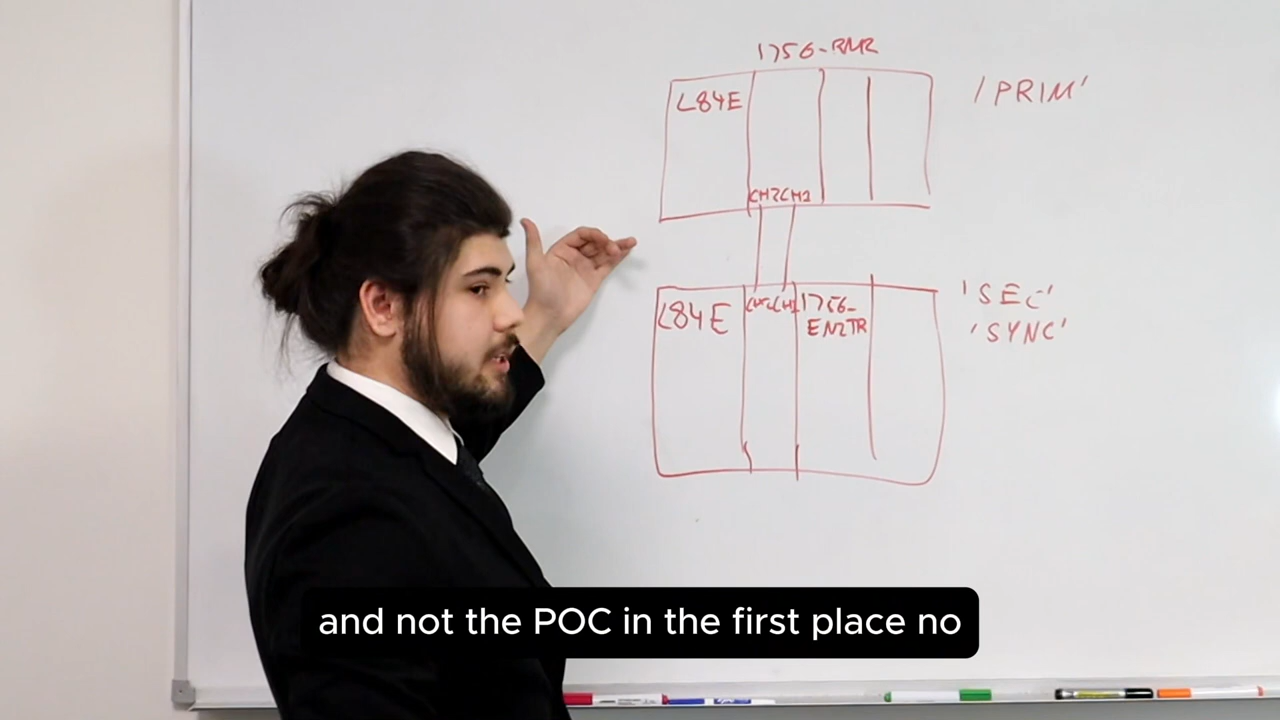 1756-RM2
L84E
'PRIM'
CH2CH1
L84E
CH2CH1
1756-
EN2TR
'SEC'
'SYNC'
and not the POC in the first place no